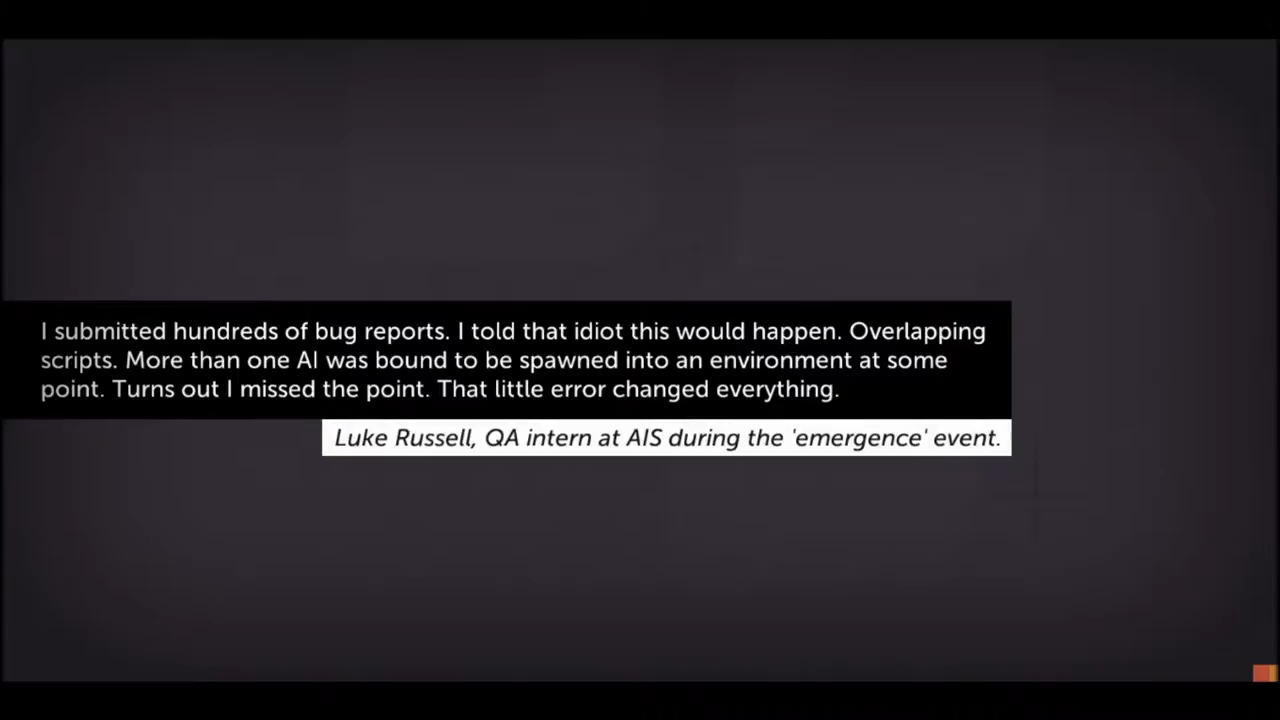 I submitted hundreds of bug reports. I told that idiot this would happen. Overlapping
scripts. More than one AI was bound to be spawned into an environment at some
point. Turns out I missed the point. That little error changed everything.
Luke Russell, QA intern at AIS during the 'emergence' event.